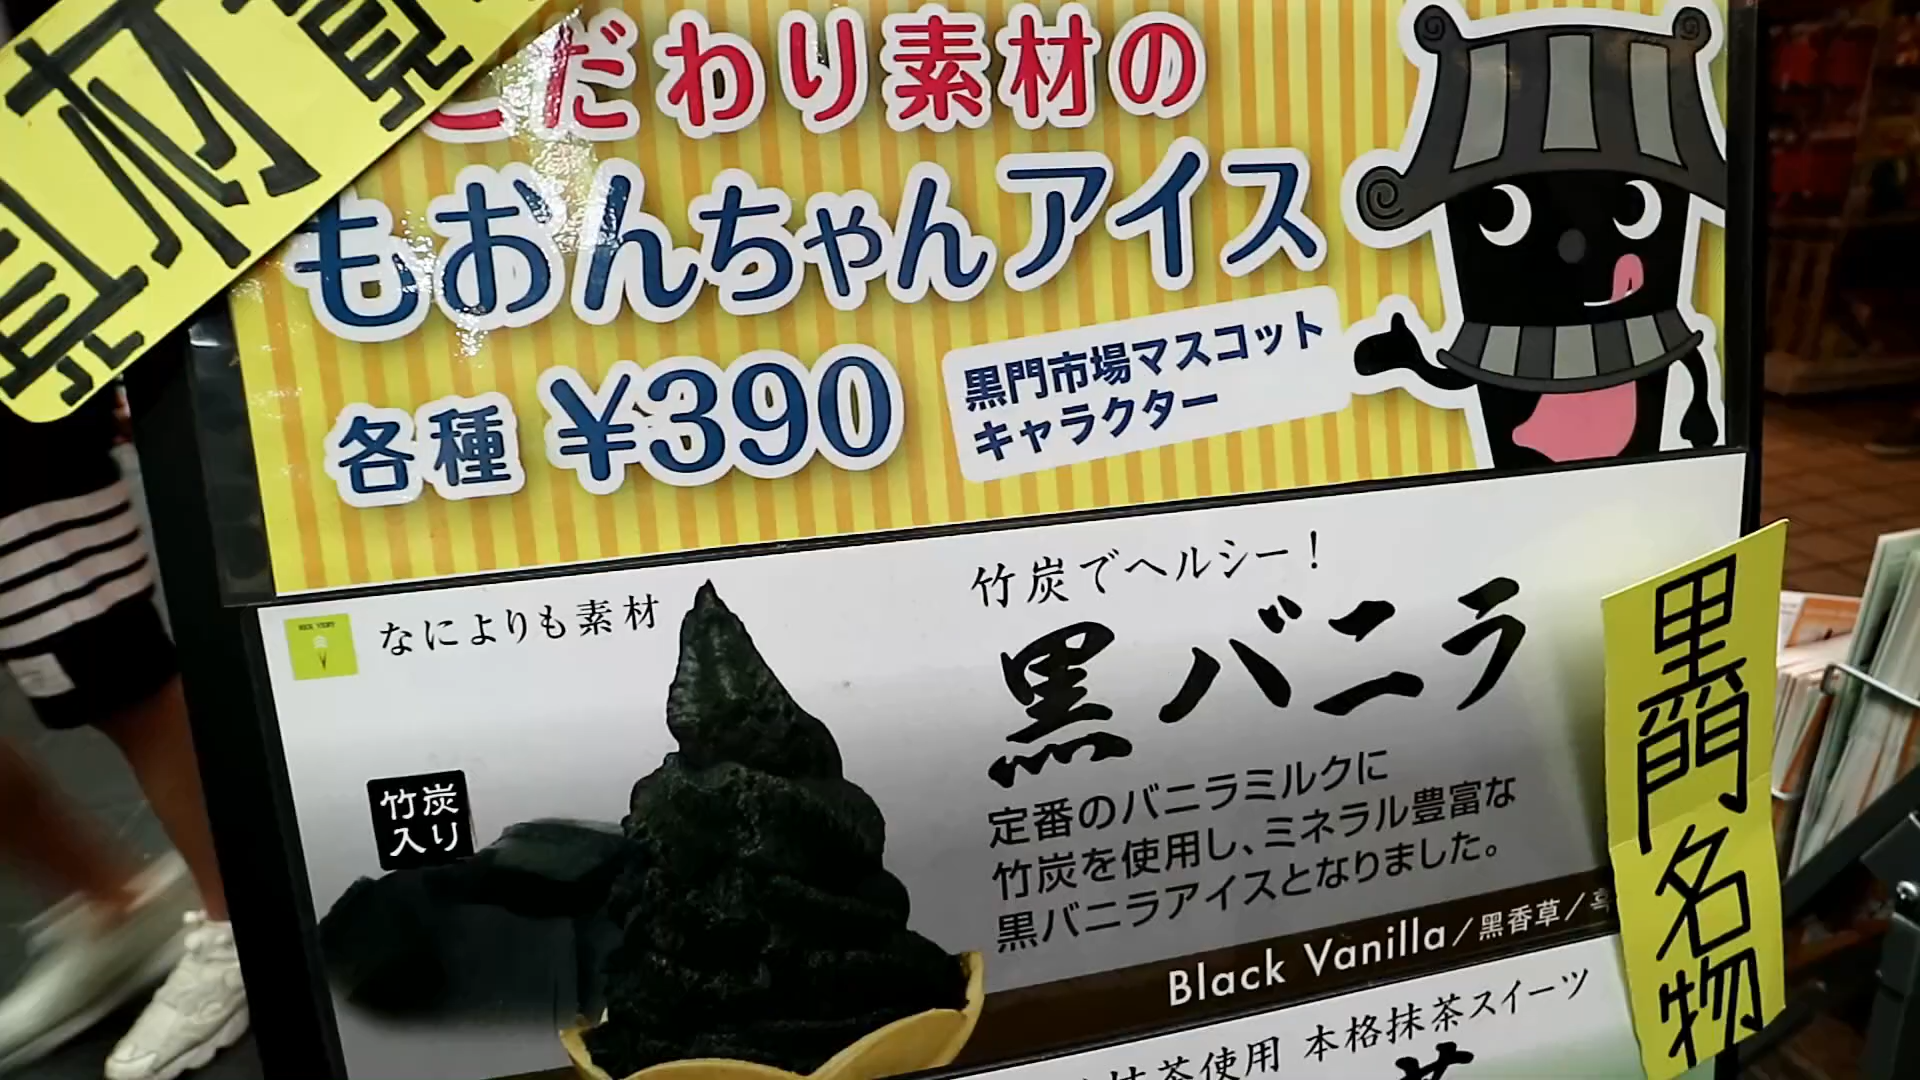 こだわり素材の
もおんちゃんアイス
各種 ¥390
黒門市場マスコット
キャラクター
なによりも素材
竹炭でヘルシー！
黒バニラ
竹炭
入り
定番のバニラミルクに
竹炭を使用し、ミネラル豊富な
黒バニラアイスとなりました。
Black Vanilla／黑香草／
黒門名物
抹茶使用 本格抹茶スイーツ